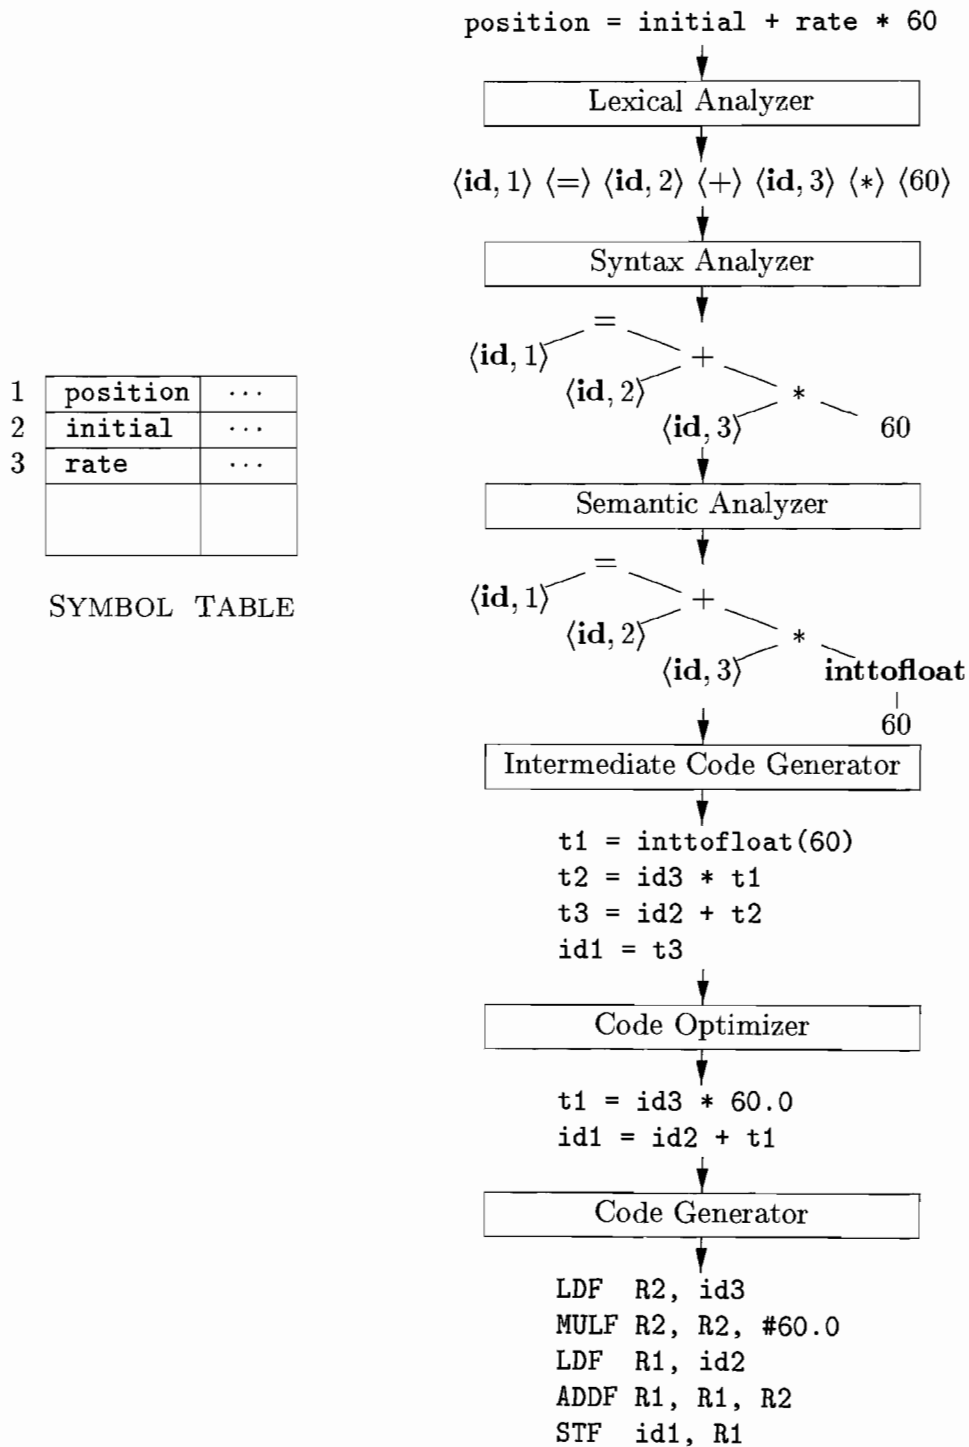 position = initial + rate * 60
Lexical Analyzer
⟨id, 1⟩ ⟨=⟩ ⟨id, 2⟩ ⟨+⟩ ⟨id, 3⟩ ⟨*⟩ ⟨60⟩
Syntax Analyzer
=
⟨id, 1⟩ +
⟨id, 2⟩ *
⟨id, 3⟩ 60
1 position ...
2 initial ...
3 rate ...
SYMBOL TABLE
Semantic Analyzer
=
⟨id, 1⟩ +
⟨id, 2⟩ *
⟨id, 3⟩ inttofloat
60
Intermediate Code Generator
t1 = inttofloat(60)
t2 = id3 * t1
t3 = id2 + t2
id1 = t3
Code Optimizer
t1 = id3 * 60.0
id1 = id2 + t1
Code Generator
LDF R2, id3
MULF R2, R2, #60.0
LDF R1, id2
ADDF R1, R1, R2
STF id1, R1